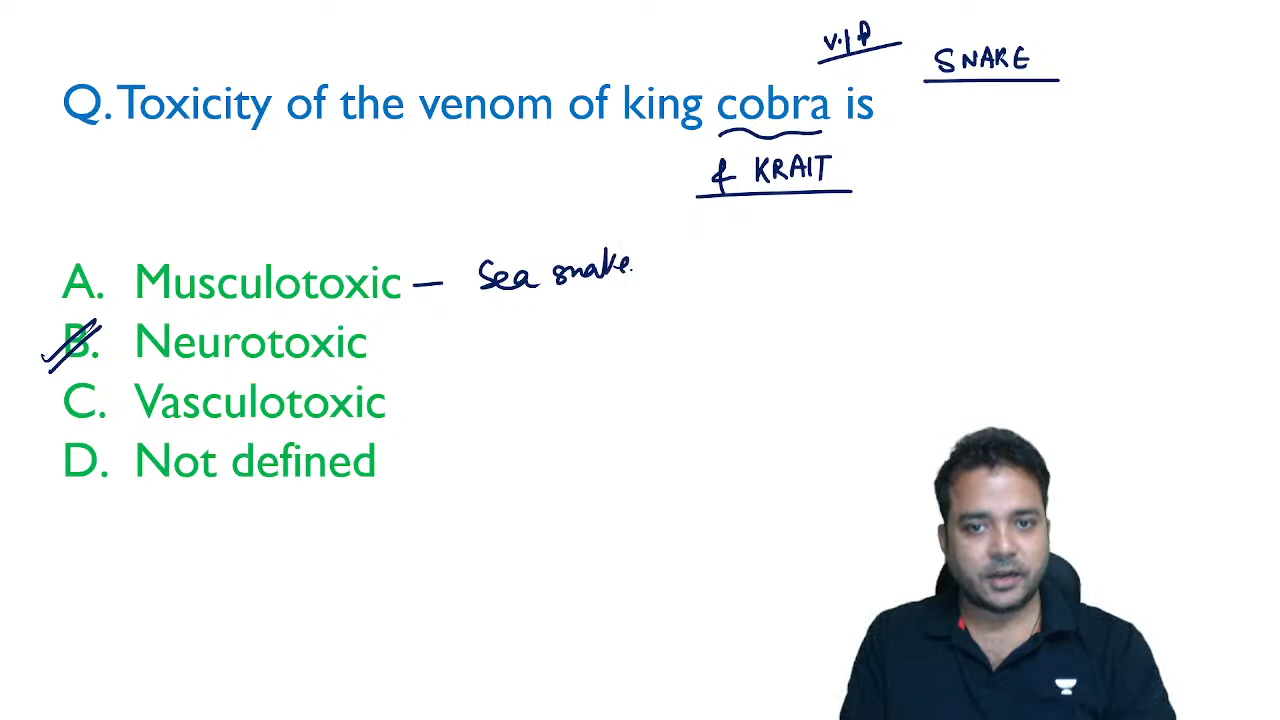 v.I.P
SNAKE
Q. Toxicity of the venom of king cobra is
& KRAIT
A. Musculotoxic — Sea snake.
B. Neurotoxic
C. Vasculotoxic
D. Not defined